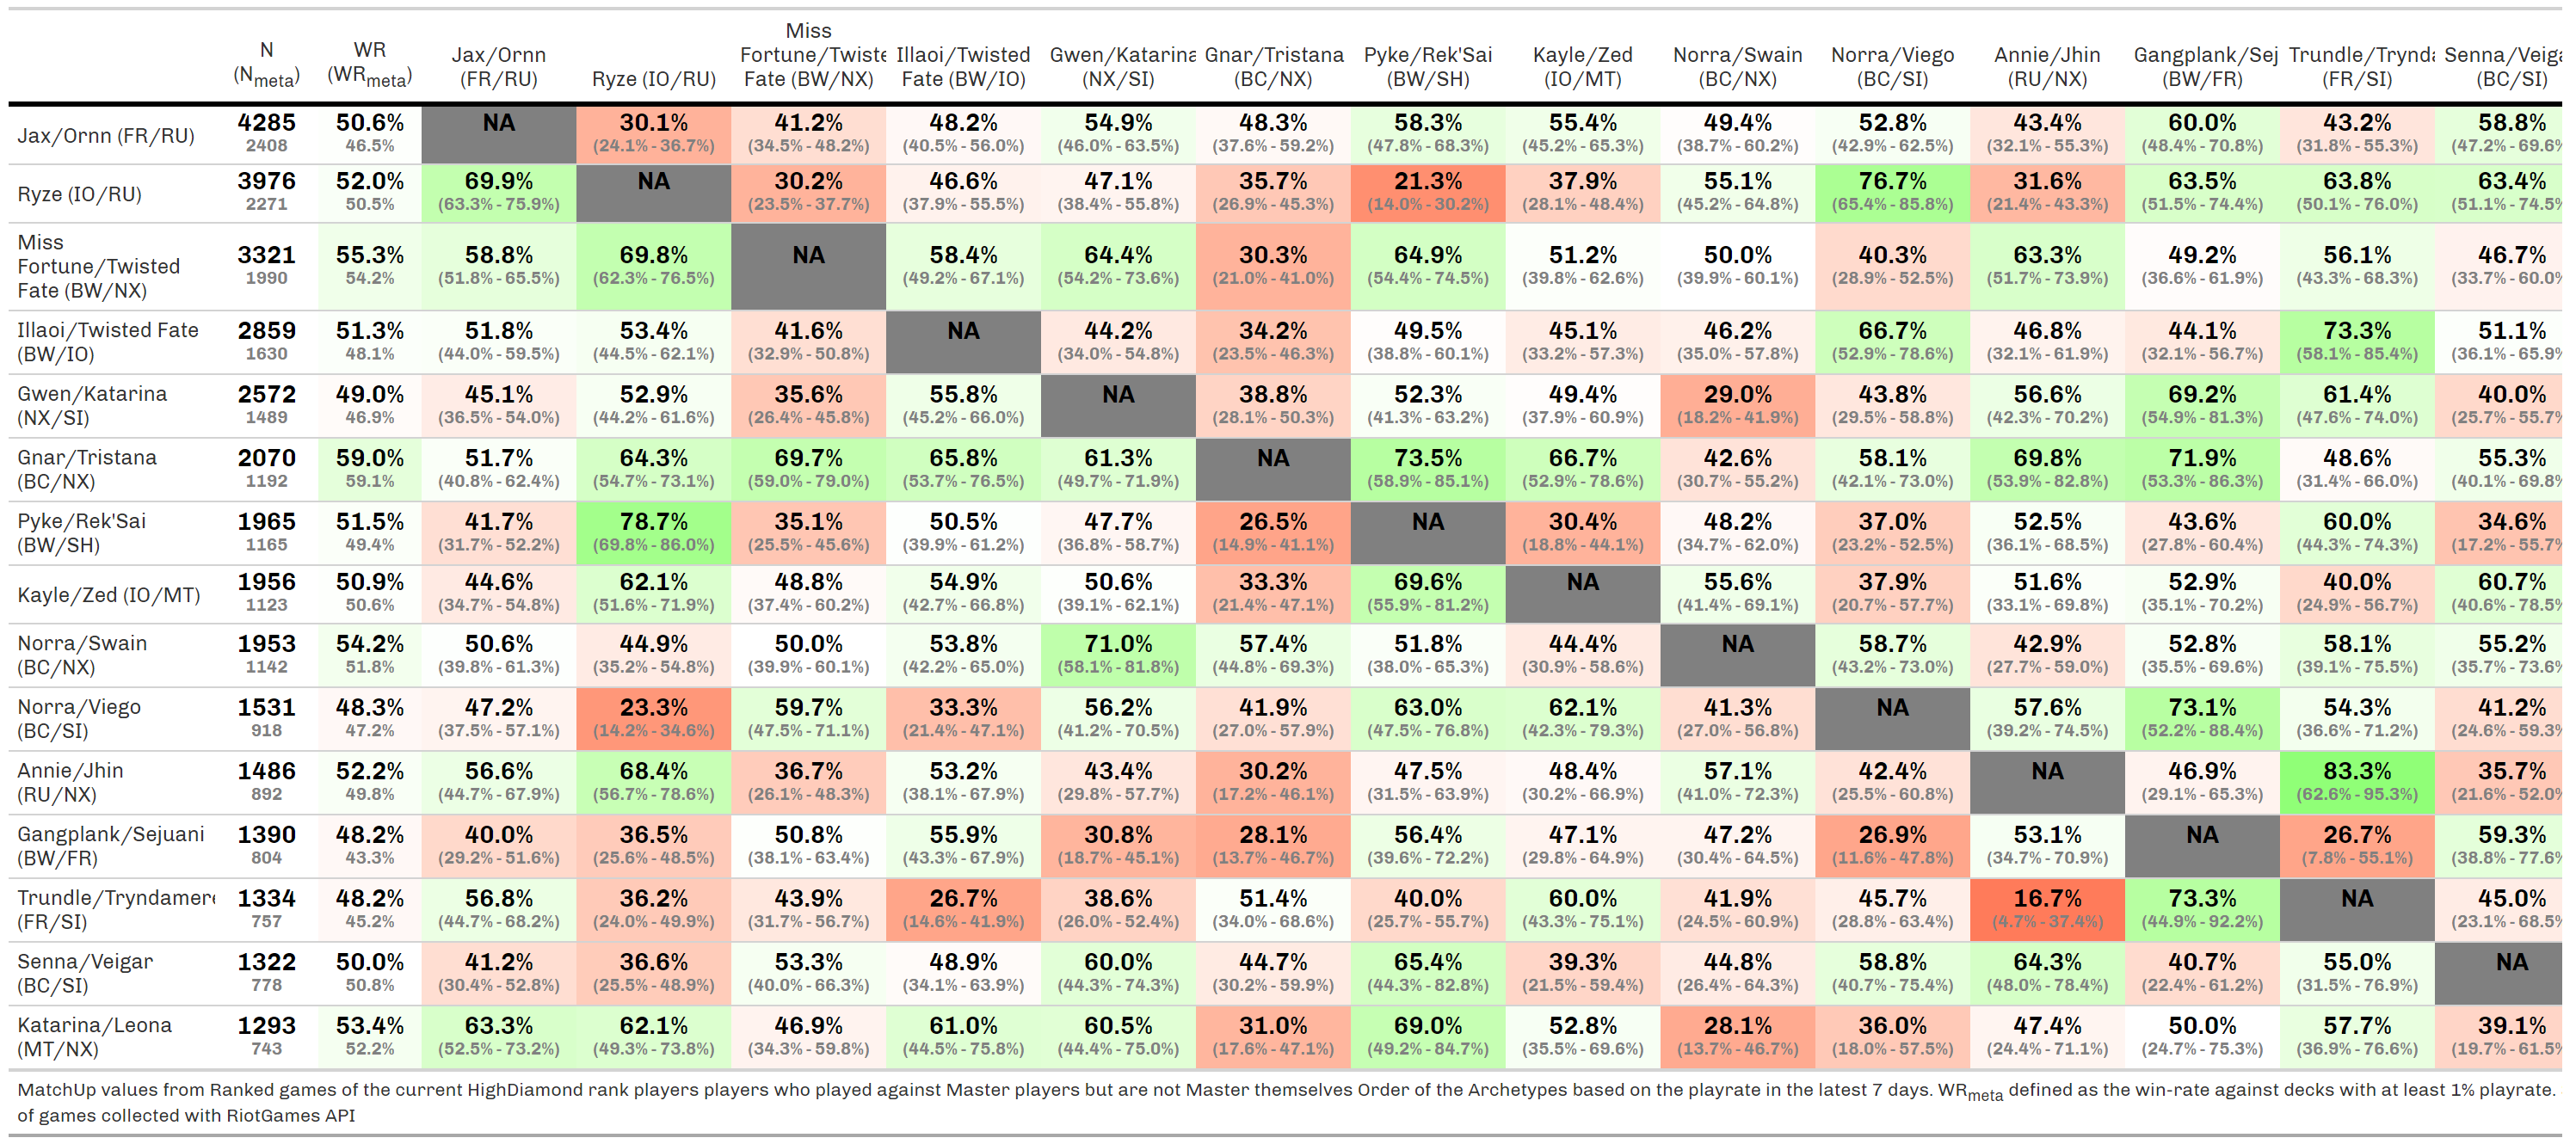 N (Nmeta) WR (WRmeta) Jax/Ornn (FR/RU) Ryze (IO/RU) Miss Fortune/Twiste Fate (BW/NX) Illaoi/Twisted Fate (BW/IO) Gwen/Katarina (NX/SI) Gnar/Tristana (BC/NX) Pyke/Rek'Sai (BW/SH) Kayle/Zed (IO/MT) Norra/Swain (BC/NX) Norra/Viego (BC/SI) Annie/Jhin (RU/NX) Gangplank/Sej (BW/FR) Trundle/Trynda (FR/SI) Senna/Veiga (BC/SI)
Jax/Ornn (FR/RU) 4285 50.6% NA 30.1% 41.2% 48.2% 54.9% 48.3% 58.3% 55.4% 49.4% 52.8% 43.4% 60.0% 43.2% 58.8%
2408 46.5% (24.1% - 36.7%) (34.5% - 48.2%) (40.5% - 56.0%) (46.0% - 63.5%) (37.6% - 59.2%) (47.8% - 68.3%) (45.2% - 65.3%) (38.7% - 60.2%) (42.9% - 62.5%) (32.1% - 55.3%) (48.4% - 70.8%) (31.8% - 55.3%) (47.2% - 69.6%
Ryze (IO/RU) 3976 52.0% 69.9% NA 30.2% 46.6% 47.1% 35.7% 21.3% 37.9% 55.1% 76.7% 31.6% 63.5% 63.8% 63.4%
2271 50.5% (63.3% - 75.9%) (23.5% - 37.7%) (37.9% - 55.5%) (38.4% - 55.8%) (26.9% - 45.3%) (14.0% - 30.2%) (28.1% - 48.4%) (45.2% - 64.8%) (65.4% - 85.8%) (21.4% - 43.3%) (51.5% - 74.4%) (50.1% - 76.0%) (51.1% - 74.5%
Miss
Fortune/Twisted 3321 55.3% 58.8% 69.8% NA 58.4% 64.4% 30.3% 64.9% 51.2% 50.0% 40.3% 63.3% 49.2% 56.1% 46.7%
Fate (BW/NX) 1990 54.2% (51.8% - 65.5%) (62.3% - 76.5%) (49.2% - 67.1%) (54.2% - 73.6%) (21.0% - 41.0%) (54.4% - 74.5%) (39.8% - 62.6%) (39.9% - 60.1%) (28.9% - 52.5%) (51.7% - 73.9%) (36.6% - 61.9%) (43.3% - 68.3%) (33.7% - 60.0%
Illaoi/Twisted Fate 2859 51.3% 51.8% 53.4% 41.6% NA 44.2% 34.2% 49.5% 45.1% 46.2% 66.7% 46.8% 44.1% 73.3% 51.1%
(BW/IO) 1630 48.1% (44.0% - 59.5%) (44.5% - 62.1%) (32.9% - 50.8%) (34.0% - 54.8%) (23.5% - 46.3%) (38.8% - 60.1%) (33.2% - 57.3%) (35.0% - 57.8%) (52.9% - 78.6%) (32.1% - 61.9%) (32.1% - 56.7%) (58.1% - 85.4%) (36.1% - 65.9%
Gwen/Katarina 2572 49.0% 45.1% 52.9% 35.6% 55.8% NA 38.8% 52.3% 49.4% 29.0% 43.8% 56.6% 69.2% 61.4% 40.0%
(NX/SI) 1489 46.9% (36.5% - 54.0%) (44.2% - 61.6%) (26.4% - 45.8%) (45.2% - 66.0%) (28.1% - 50.3%) (41.3% - 63.2%) (37.9% - 60.9%) (18.2% - 41.9%) (29.5% - 58.8%) (42.3% - 70.2%) (54.9% - 81.3%) (47.6% - 74.0%) (25.7% - 55.7%
Gnar/Tristana 2070 59.0% 51.7% 64.3% 69.7% 65.8% 61.3% NA 73.5% 66.7% 42.6% 58.1% 69.8% 71.9% 48.6% 55.3%
(BC/NX) 1192 59.1% (40.8% - 62.4%) (54.7% - 73.1%) (59.0% - 79.0%) (53.7% - 76.5%) (49.7% - 71.9%) (58.9% - 85.1%) (52.9% - 78.6%) (30.7% - 55.2%) (42.1% - 73.0%) (53.9% - 82.8%) (53.3% - 86.3%) (31.4% - 66.0%) (40.1% - 69.8%
Pyke/Rek'Sai 1965 51.5% 41.7% 78.7% 35.1% 50.5% 47.7% 26.5% NA 30.4% 48.2% 37.0% 52.5% 43.6% 60.0% 34.6%
(BW/SH) 1165 49.4% (31.7% - 52.2%) (69.8% - 86.0%) (25.5% - 45.6%) (39.9% - 61.2%) (36.8% - 58.7%) (14.9% - 41.1%) (18.8% - 44.1%) (34.7% - 62.0%) (23.2% - 52.5%) (36.1% - 68.5%) (27.8% - 60.4%) (44.3% - 74.3%) (17.2% - 55.7%
Kayle/Zed (IO/MT) 1956 50.9% 44.6% 62.1% 48.8% 54.9% 50.6% 33.3% 69.6% NA 55.6% 37.9% 51.6% 52.9% 40.0% 60.7%
1123 50.6% (34.7% - 54.8%) (51.6% - 71.9%) (37.4% - 60.2%) (42.7% - 66.8%) (39.1% - 62.1%) (21.4% - 47.1%) (55.9% - 81.2%) (41.4% - 69.1%) (20.7% - 57.7%) (33.1% - 69.8%) (35.1% - 70.2%) (24.9% - 56.7%) (40.6% - 78.5%
Norra/Swain 1953 54.2% 50.6% 44.9% 50.0% 53.8% 71.0% 57.4% 51.8% 44.4% NA 58.7% 42.9% 52.8% 58.1% 55.2%
(BC/NX) 1142 51.8% (39.8% - 61.3%) (35.2% - 54.8%) (39.9% - 60.1%) (42.2% - 65.0%) (58.1% - 81.8%) (44.8% - 69.3%) (38.0% - 65.3%) (30.9% - 58.6%) (43.2% - 73.0%) (27.7% - 59.0%) (35.5% - 69.6%) (39.1% - 75.5%) (35.7% - 73.6%
Norra/Viego 1531 48.3% 47.2% 23.3% 59.7% 33.3% 56.2% 41.9% 63.0% 62.1% 41.3% NA 57.6% 73.1% 54.3% 41.2%
(BC/SI) 918 47.2% (37.5% - 57.1%) (14.2% - 34.6%) (47.5% - 71.1%) (21.4% - 47.1%) (41.2% - 70.5%) (27.0% - 57.9%) (47.5% - 76.8%) (42.3% - 79.3%) (27.0% - 56.8%) (39.2% - 74.5%) (52.2% - 88.4%) (36.6% - 71.2%) (24.6% - 59.3%
Annie/Jhin 1486 52.2% 56.6% 68.4% 36.7% 53.2% 43.4% 30.2% 47.5% 48.4% 57.1% 42.4% NA 46.9% 83.3% 35.7%
(RU/NX) 892 49.8% (44.7% - 67.9%) (56.7% - 78.6%) (26.1% - 48.3%) (38.1% - 67.9%) (29.8% - 57.7%) (17.2% - 46.1%) (31.5% - 63.9%) (30.2% - 66.9%) (41.0% - 72.3%) (25.5% - 60.8%) (29.1% - 65.3%) (62.6% - 95.3%) (21.6% - 52.0%
Gangplank/Sejuani 1390 48.2% 40.0% 36.5% 50.8% 55.9% 30.8% 28.1% 56.4% 47.1% 47.2% 26.9% 53.1% NA 26.7% 59.3%
(BW/FR) 804 43.3% (29.2% - 51.6%) (25.6% - 48.5%) (38.1% - 63.4%) (43.3% - 67.9%) (18.7% - 45.1%) (13.7% - 46.7%) (39.6% - 72.2%) (29.8% - 64.9%) (30.4% - 64.5%) (11.6% - 47.8%) (34.7% - 70.9%) (7.8% - 55.1%) (38.8% - 77.6%
Trundle/Tryndamere 1334 48.2% 56.8% 36.2% 43.9% 26.7% 38.6% 51.4% 40.0% 60.0% 41.9% 45.7% 16.7% 73.3% NA 45.0%
(FR/SI) 757 45.2% (44.7% - 68.2%) (24.0% - 49.9%) (31.7% - 56.7%) (14.6% - 41.9%) (26.0% - 52.4%) (34.0% - 68.6%) (25.7% - 55.7%) (43.3% - 75.1%) (24.5% - 60.9%) (28.8% - 63.4%) (4.7% - 37.4%) (44.9% - 92.2%) (23.1% - 68.5%
Senna/Veigar 1322 50.0% 41.2% 36.6% 53.3% 48.9% 60.0% 44.7% 65.4% 39.3% 44.8% 58.8% 64.3% 40.7% 55.0% NA
(BC/SI) 778 50.8% (30.4% - 52.8%) (25.5% - 48.9%) (40.0% - 66.3%) (34.1% - 63.9%) (44.3% - 74.3%) (30.2% - 59.9%) (44.3% - 82.8%) (21.5% - 59.4%) (26.4% - 64.3%) (40.7% - 75.4%) (48.0% - 78.4%) (22.4% - 61.2%) (31.5% - 76.9%)
Katarina/Leona 1293 53.4% 63.3% 62.1% 46.9% 61.0% 60.5% 31.0% 69.0% 52.8% 28.1% 36.0% 47.4% 50.0% 57.7% 39.1%
(MT/NX) 743 52.2% (52.5% - 73.2%) (49.3% - 73.8%) (34.3% - 59.8%) (44.5% - 75.8%) (44.4% - 75.0%) (17.6% - 47.1%) (49.2% - 84.7%) (35.5% - 69.6%) (13.7% - 46.7%) (18.0% - 57.5%) (24.4% - 71.1%) (24.7% - 75.3%) (36.9% - 76.6%) (19.7% - 61.5%
MatchUp values from Ranked games of the current HighDiamond rank players players who played against Master players but are not Master themselves Order of the Archetypes based on the playrate in the latest 7 days. WRmeta defined as the win-rate against decks with at least 1% playrate.
of games collected with RiotGames API